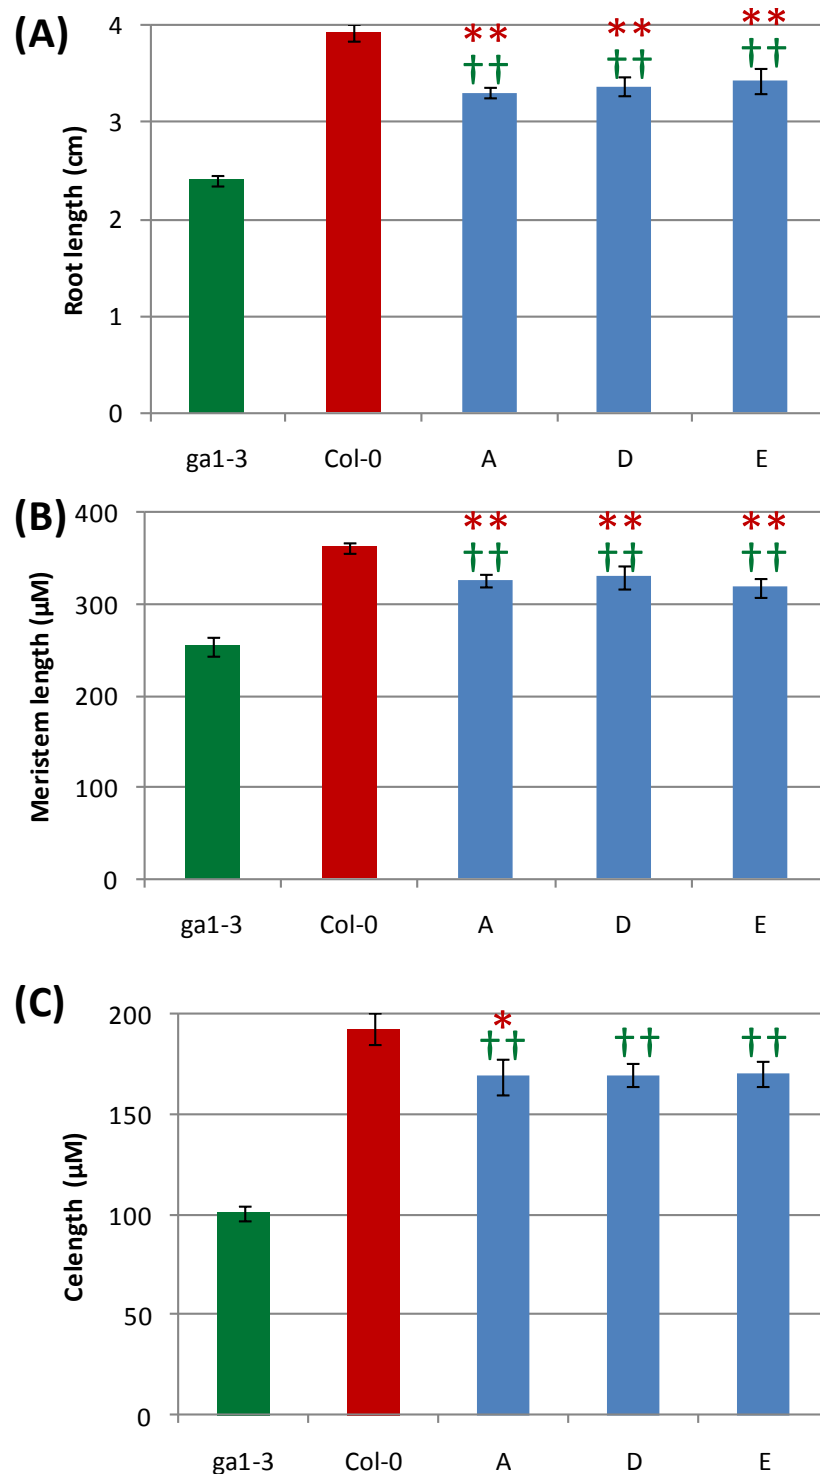 (A)
Root length (cm)
4
3
2
1
0
** ** **
†† †† ††
ga1-3 Col-0 A D E
(B)
Meristem length (µM)
400
300
200
100
0
** ** **
†† †† ††
ga1-3 Col-0 A D E
(C)
Celength (µM)
200
150
100
50
0
*
†† †† ††
ga1-3 Col-0 A D E